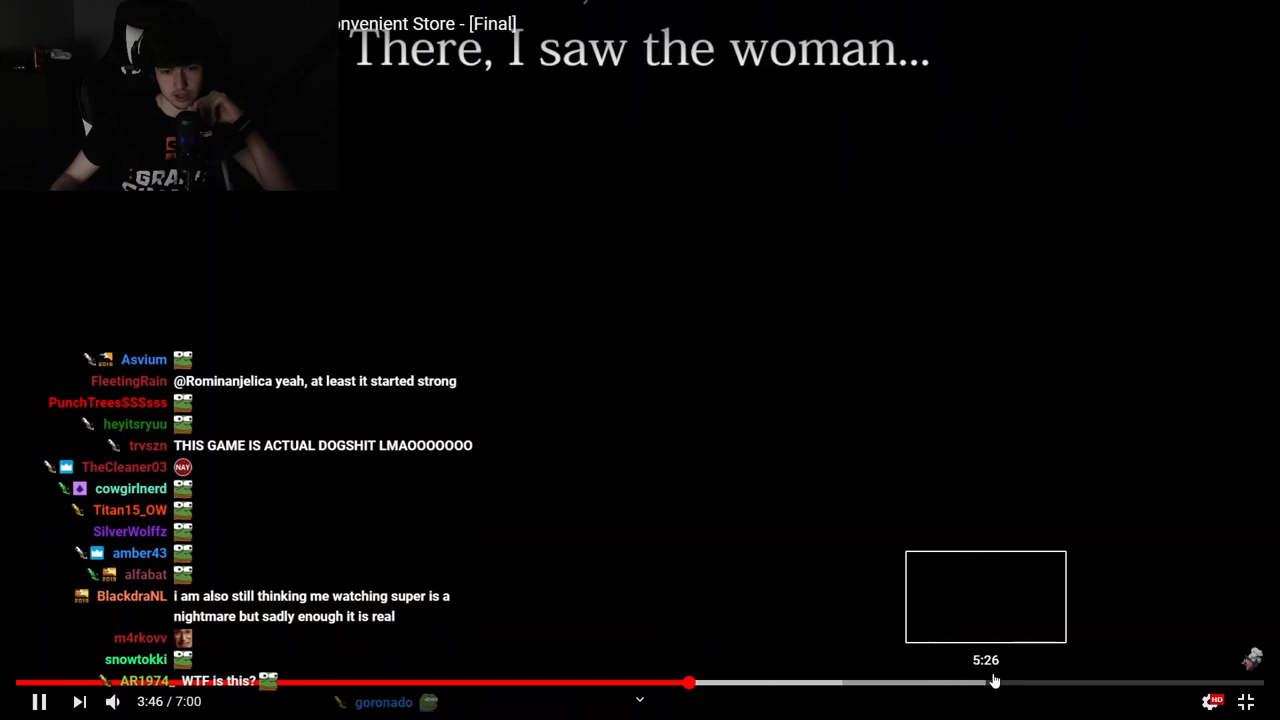 onvenient Store - [Final]
There, I saw the woman...
Asvium
FleetingRain @Rominanjelica yeah, at least it started strong
PunchTreesSSSsss
heyitsryuu
trvszn THIS GAME IS ACTUAL DOGSHIT LMAOOOOOOO
TheCleaner03 NAY
cowgirlnerd
Titan15_OW
SilverWolffz
amber43
alfabat
BlackdraNL i am also still thinking me watching super is a
nightmare but sadly enough it is real
m4rkovv
snowtokki
AR1974_ WTF is this?
goronado
5:26
3:46 / 7:00
HD